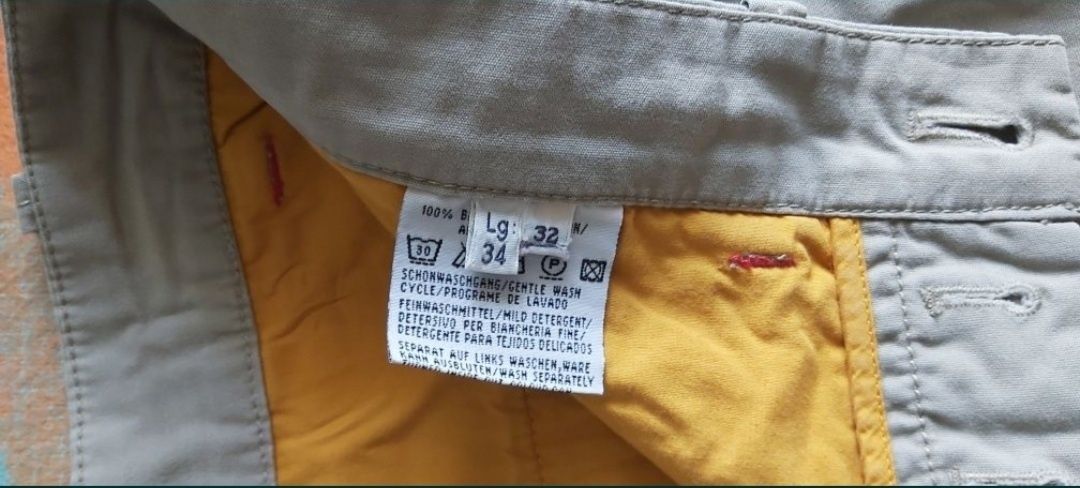 100%
Lg:
34
32
30
P
SCHONWASCHGANG/GENTLE WASH
CYCLE/PROGRAME DE LAVADO
FEINWASCHMITTEL/MILD DETERGENT/
DETERSIVO PER BIANCHERIA FINE/
DETERGENTE PARA TEJIDOS DELICADOS
SEPARAT AUF LINKS WASCHEN,WARE
KANN AUSBLUTEN/WASH SEPARATELY